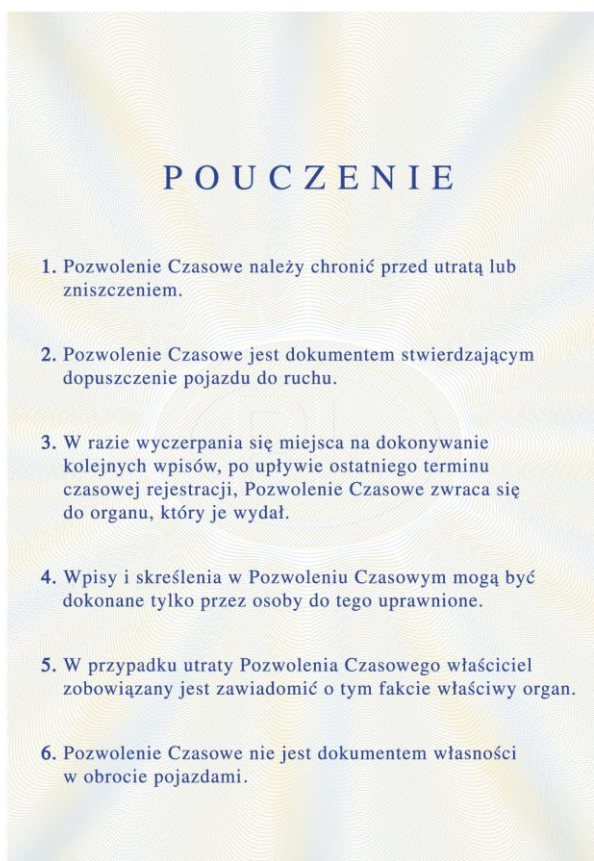 POUCZENIE
1. Pozwolenie Czasowe należy chronić przed utratą lub
zniszczeniem.
2. Pozwolenie Czasowe jest dokumentem stwierdzającym
dopuszczenie pojazdu do ruchu.
3. W razie wyczerpania się miejsca na dokonywanie
kolejnych wpisów, po upływie ostatniego terminu
czasowej rejestracji, Pozwolenie Czasowe zwraca się
do organu, który je wydał.
4. Wpisy i skreślenia w Pozwoleniu Czasowym mogą być
dokonane tylko przez osoby do tego uprawnione.
5. W przypadku utraty Pozwolenia Czasowego właściciel
zobowiązany jest zawiadomić o tym fakcie właściwy organ.
6. Pozwolenie Czasowe nie jest dokumentem własności
w obrocie pojazdami.